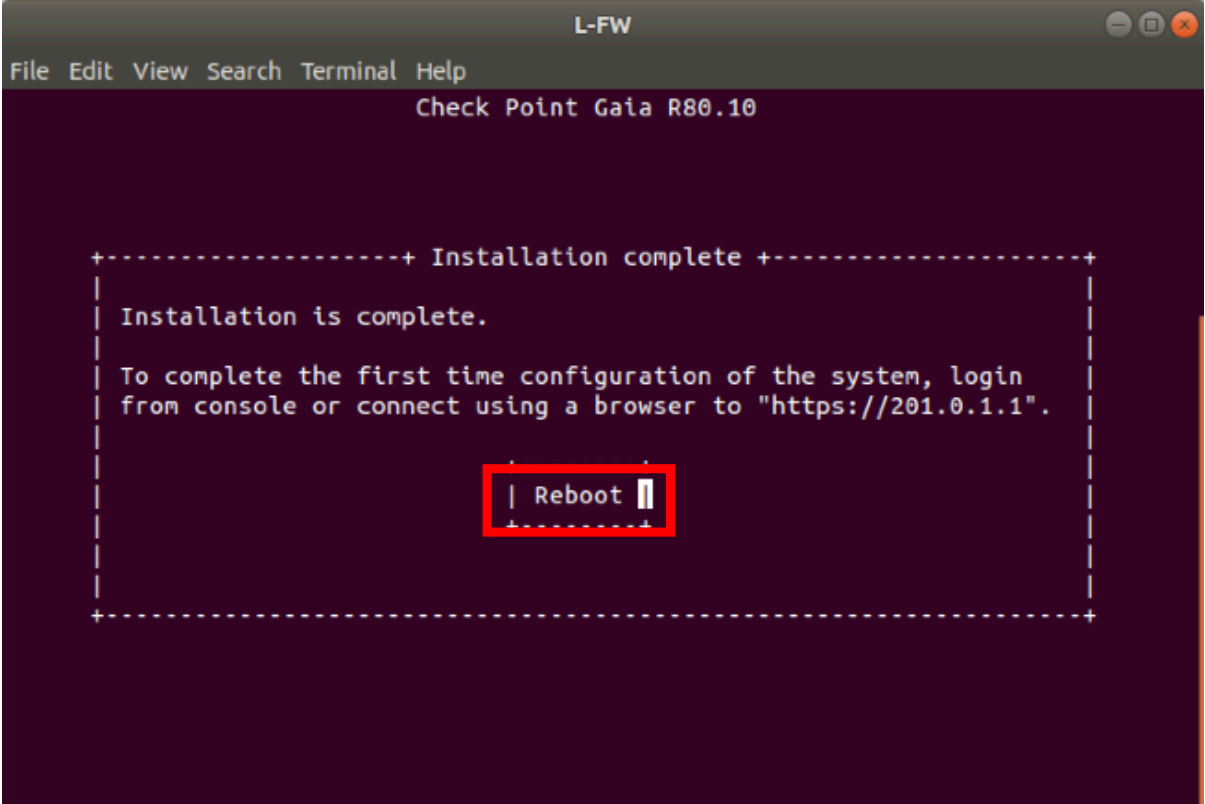 L-FW
File Edit View Search Terminal Help
Check Point Gaia R80.10
Installation complete
Installation is complete.
To complete the first time configuration of the system, login
from console or connect using a browser to "https://201.0.1.1".
Reboot